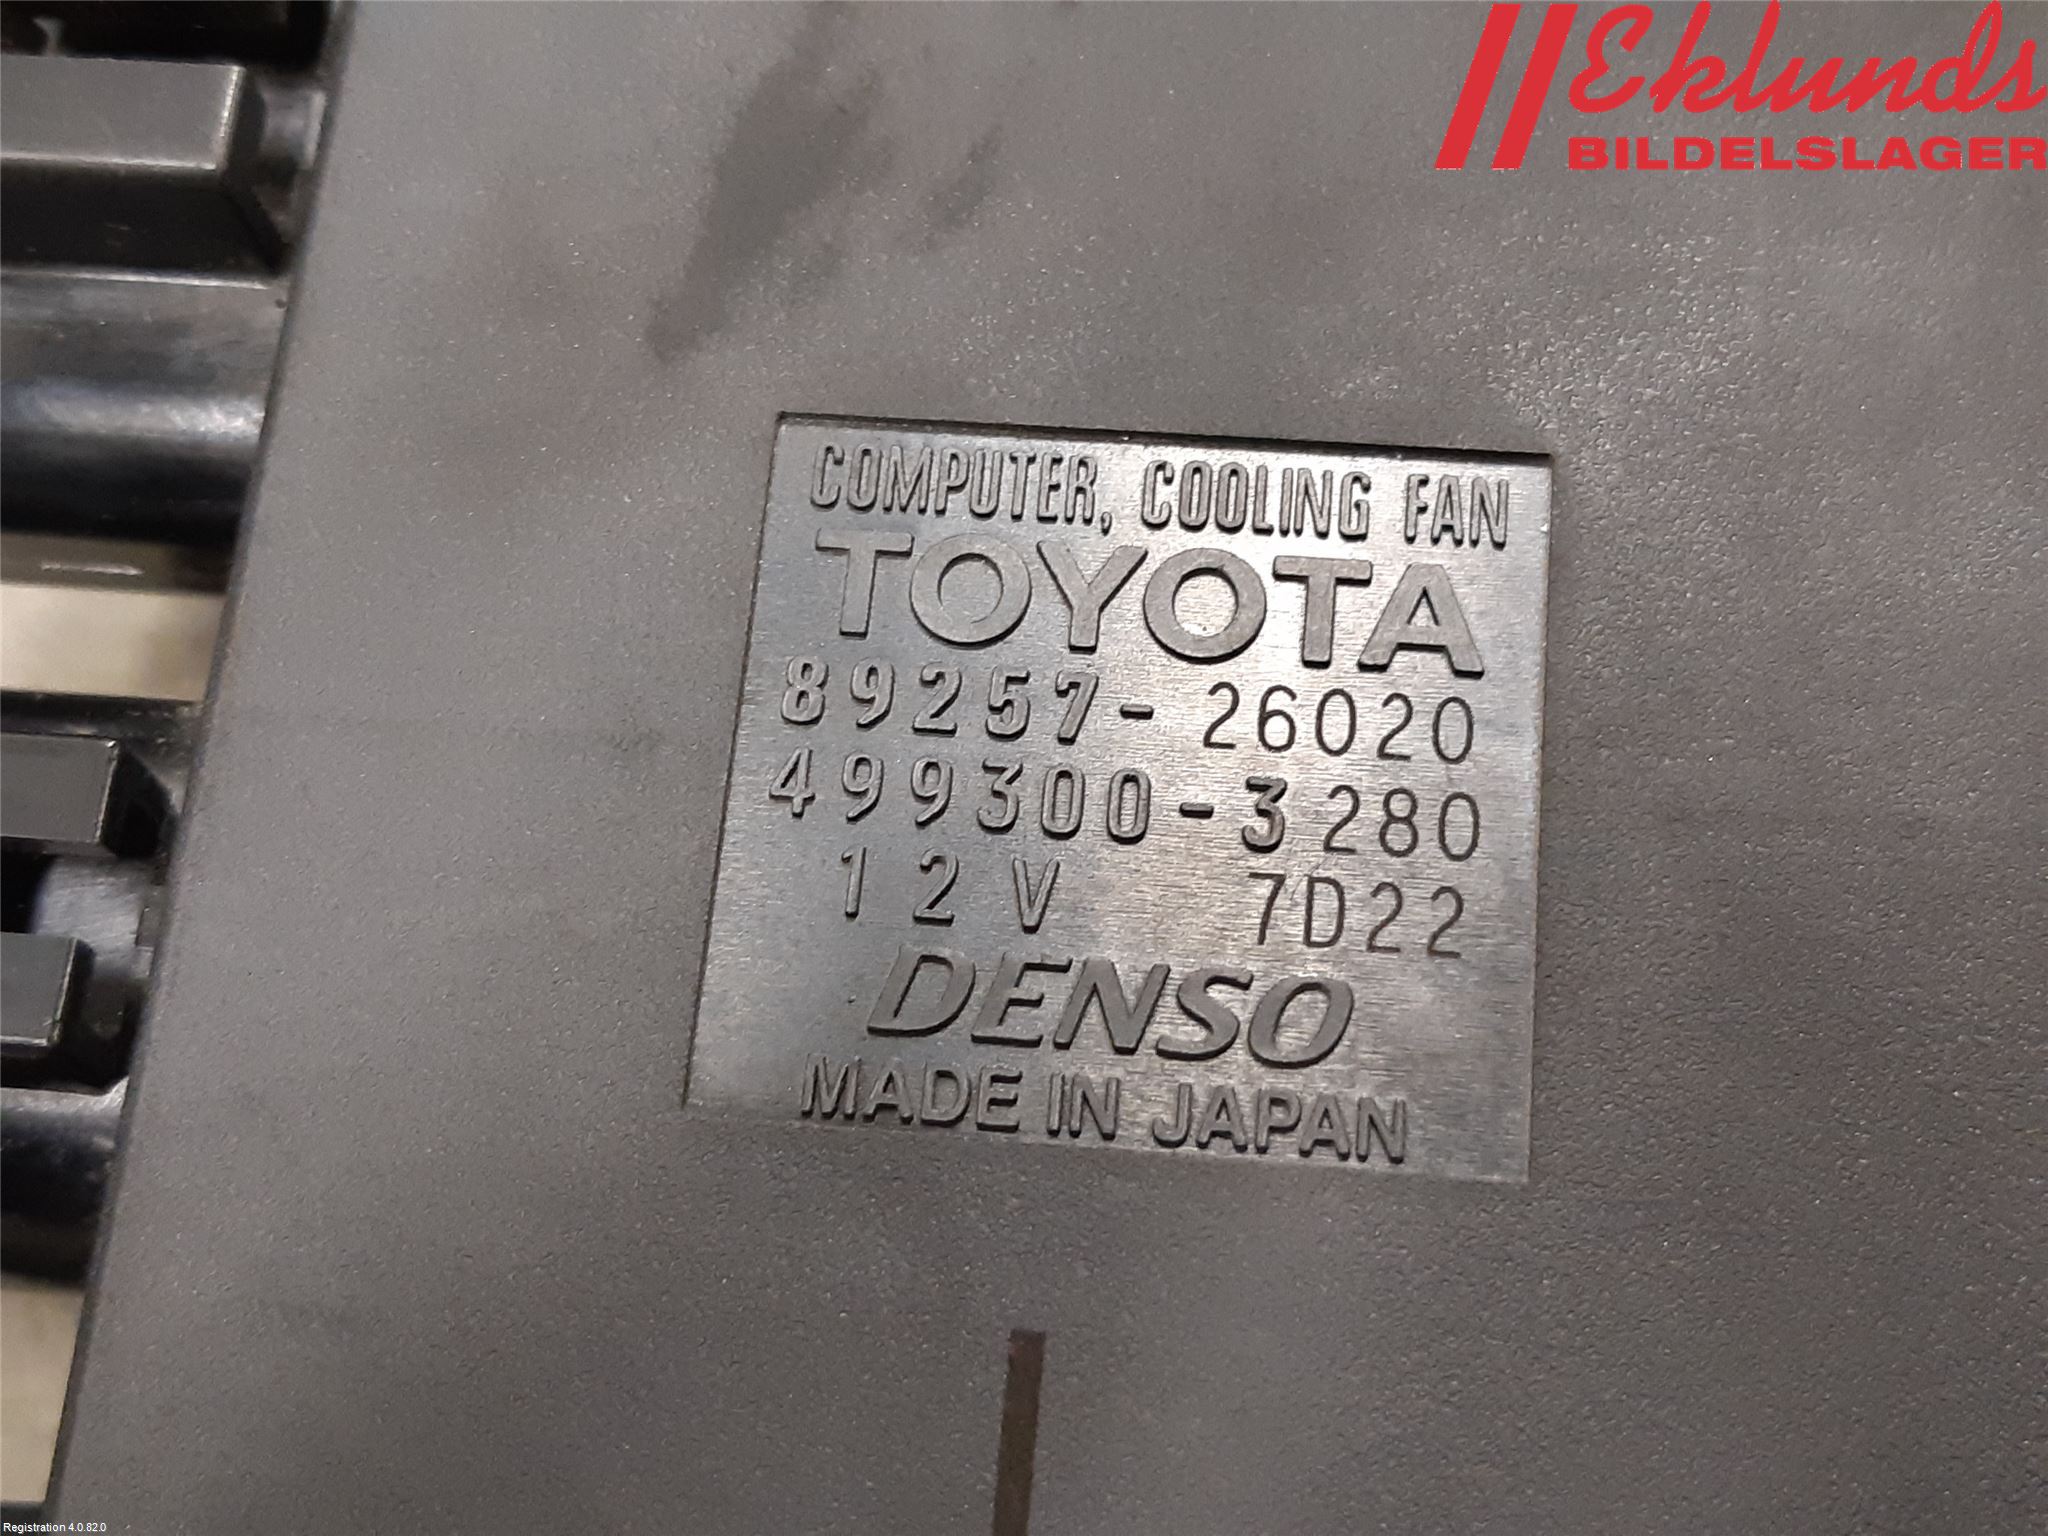 Eklunds
BILDELSLAGER
COMPUTER, COOLING FAN
TOYOTA
89257-26020
499300-3280
12V 7D22
DENSO
MADE IN JAPAN
Registration 4.0.82.0